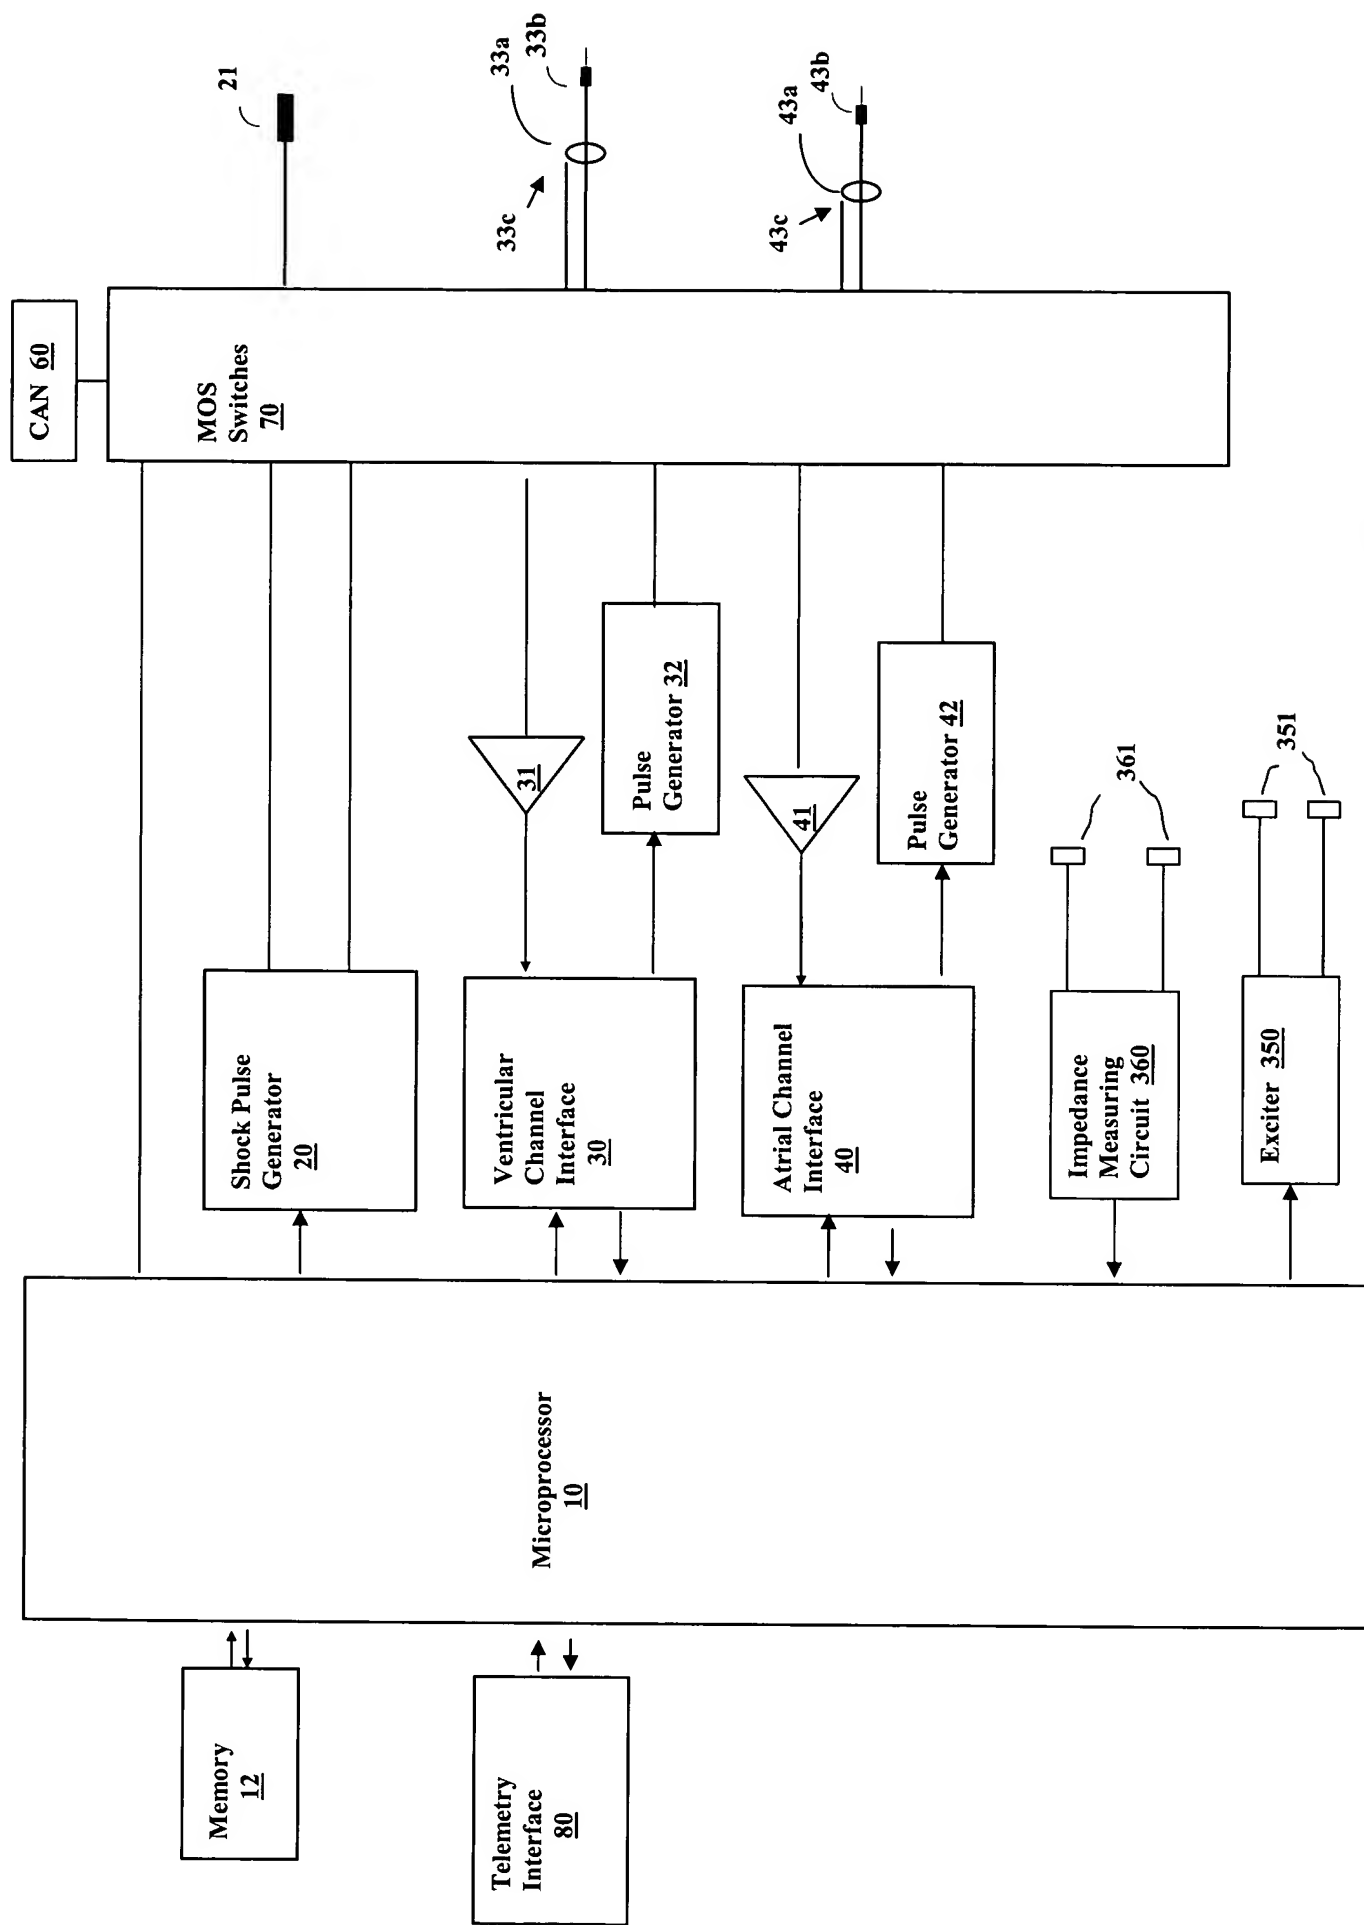 CAN 60
MOS
Switches
70
21
33a
33b
33c
43a
43b
43c
Shock Pulse
Generator
20
31
Ventricular
Channel
Interface
30
Pulse
Generator 32
41
Atrial Channel
Interface
40
Pulse
Generator 42
Impedance
Measuring
Circuit 360
361
Exciter 350
351
Microprocessor
10
Memory
12
Telemetry
Interface
80